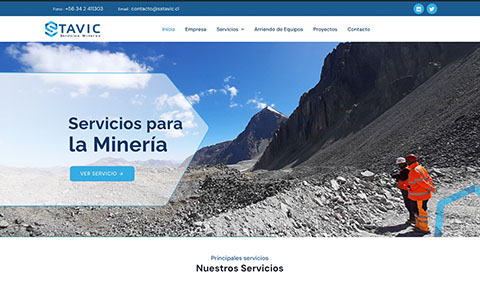 Fono: +56 34 2 411303 Email: contacto@sstavic.cl
STAVIC
Servicios Mineros
Inicio Empresa Servicios Arriendo de Equipos Proyectos Contacto
Servicios para
la Minería
VER SERVICIO →
Principales servicios
Nuestros Servicios